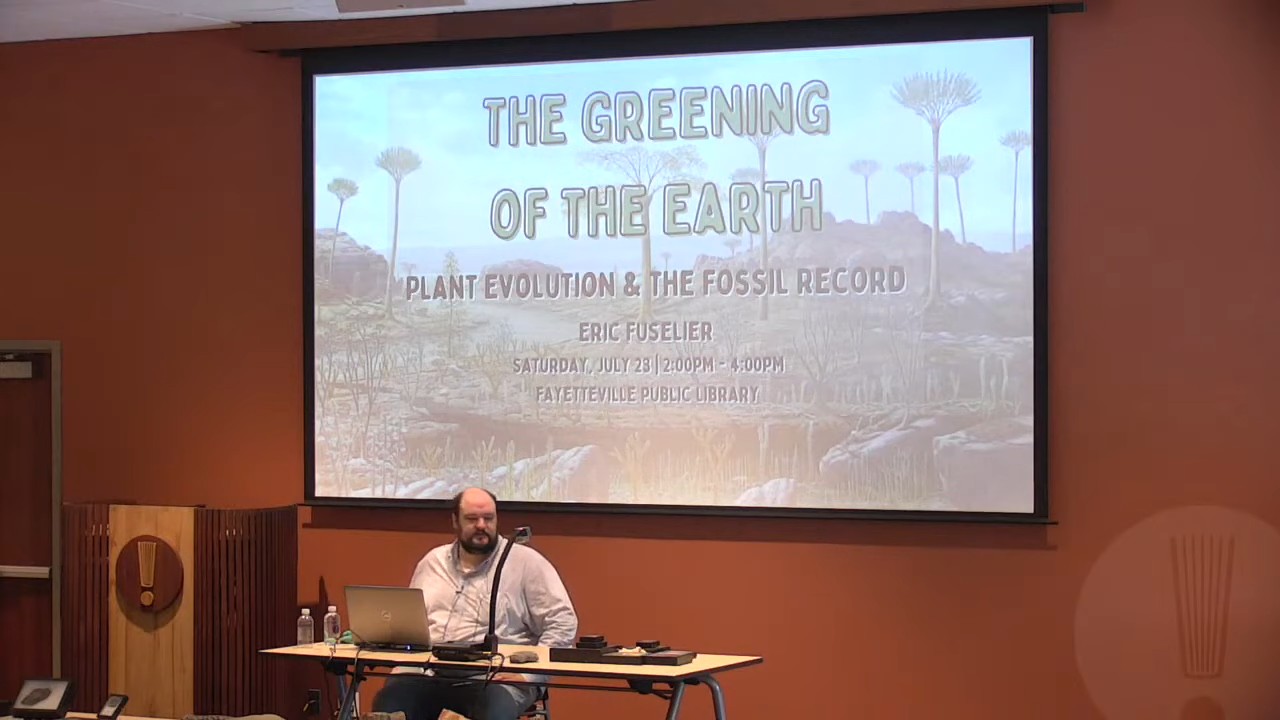 THE GREENING
OF THE EARTH
PLANT EVOLUTION & THE FOSSIL RECORD
ERIC FUSELIER
SATURDAY, JULY 23 | 2:00PM - 4:00PM
FAYETTEVILLE PUBLIC LIBRARY